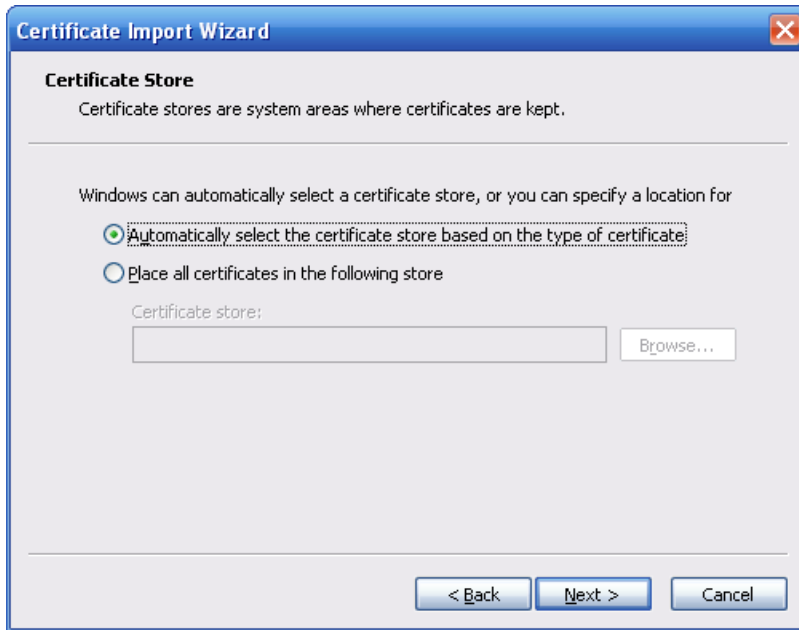 Certificate Import Wizard
Certificate Store
Certificate stores are system areas where certificates are kept.
Windows can automatically select a certificate store, or you can specify a location for
Automatically select the certificate store based on the type of certificate
Place all certificates in the following store
Certificate store:
Browse...
< Back
Next >
Cancel